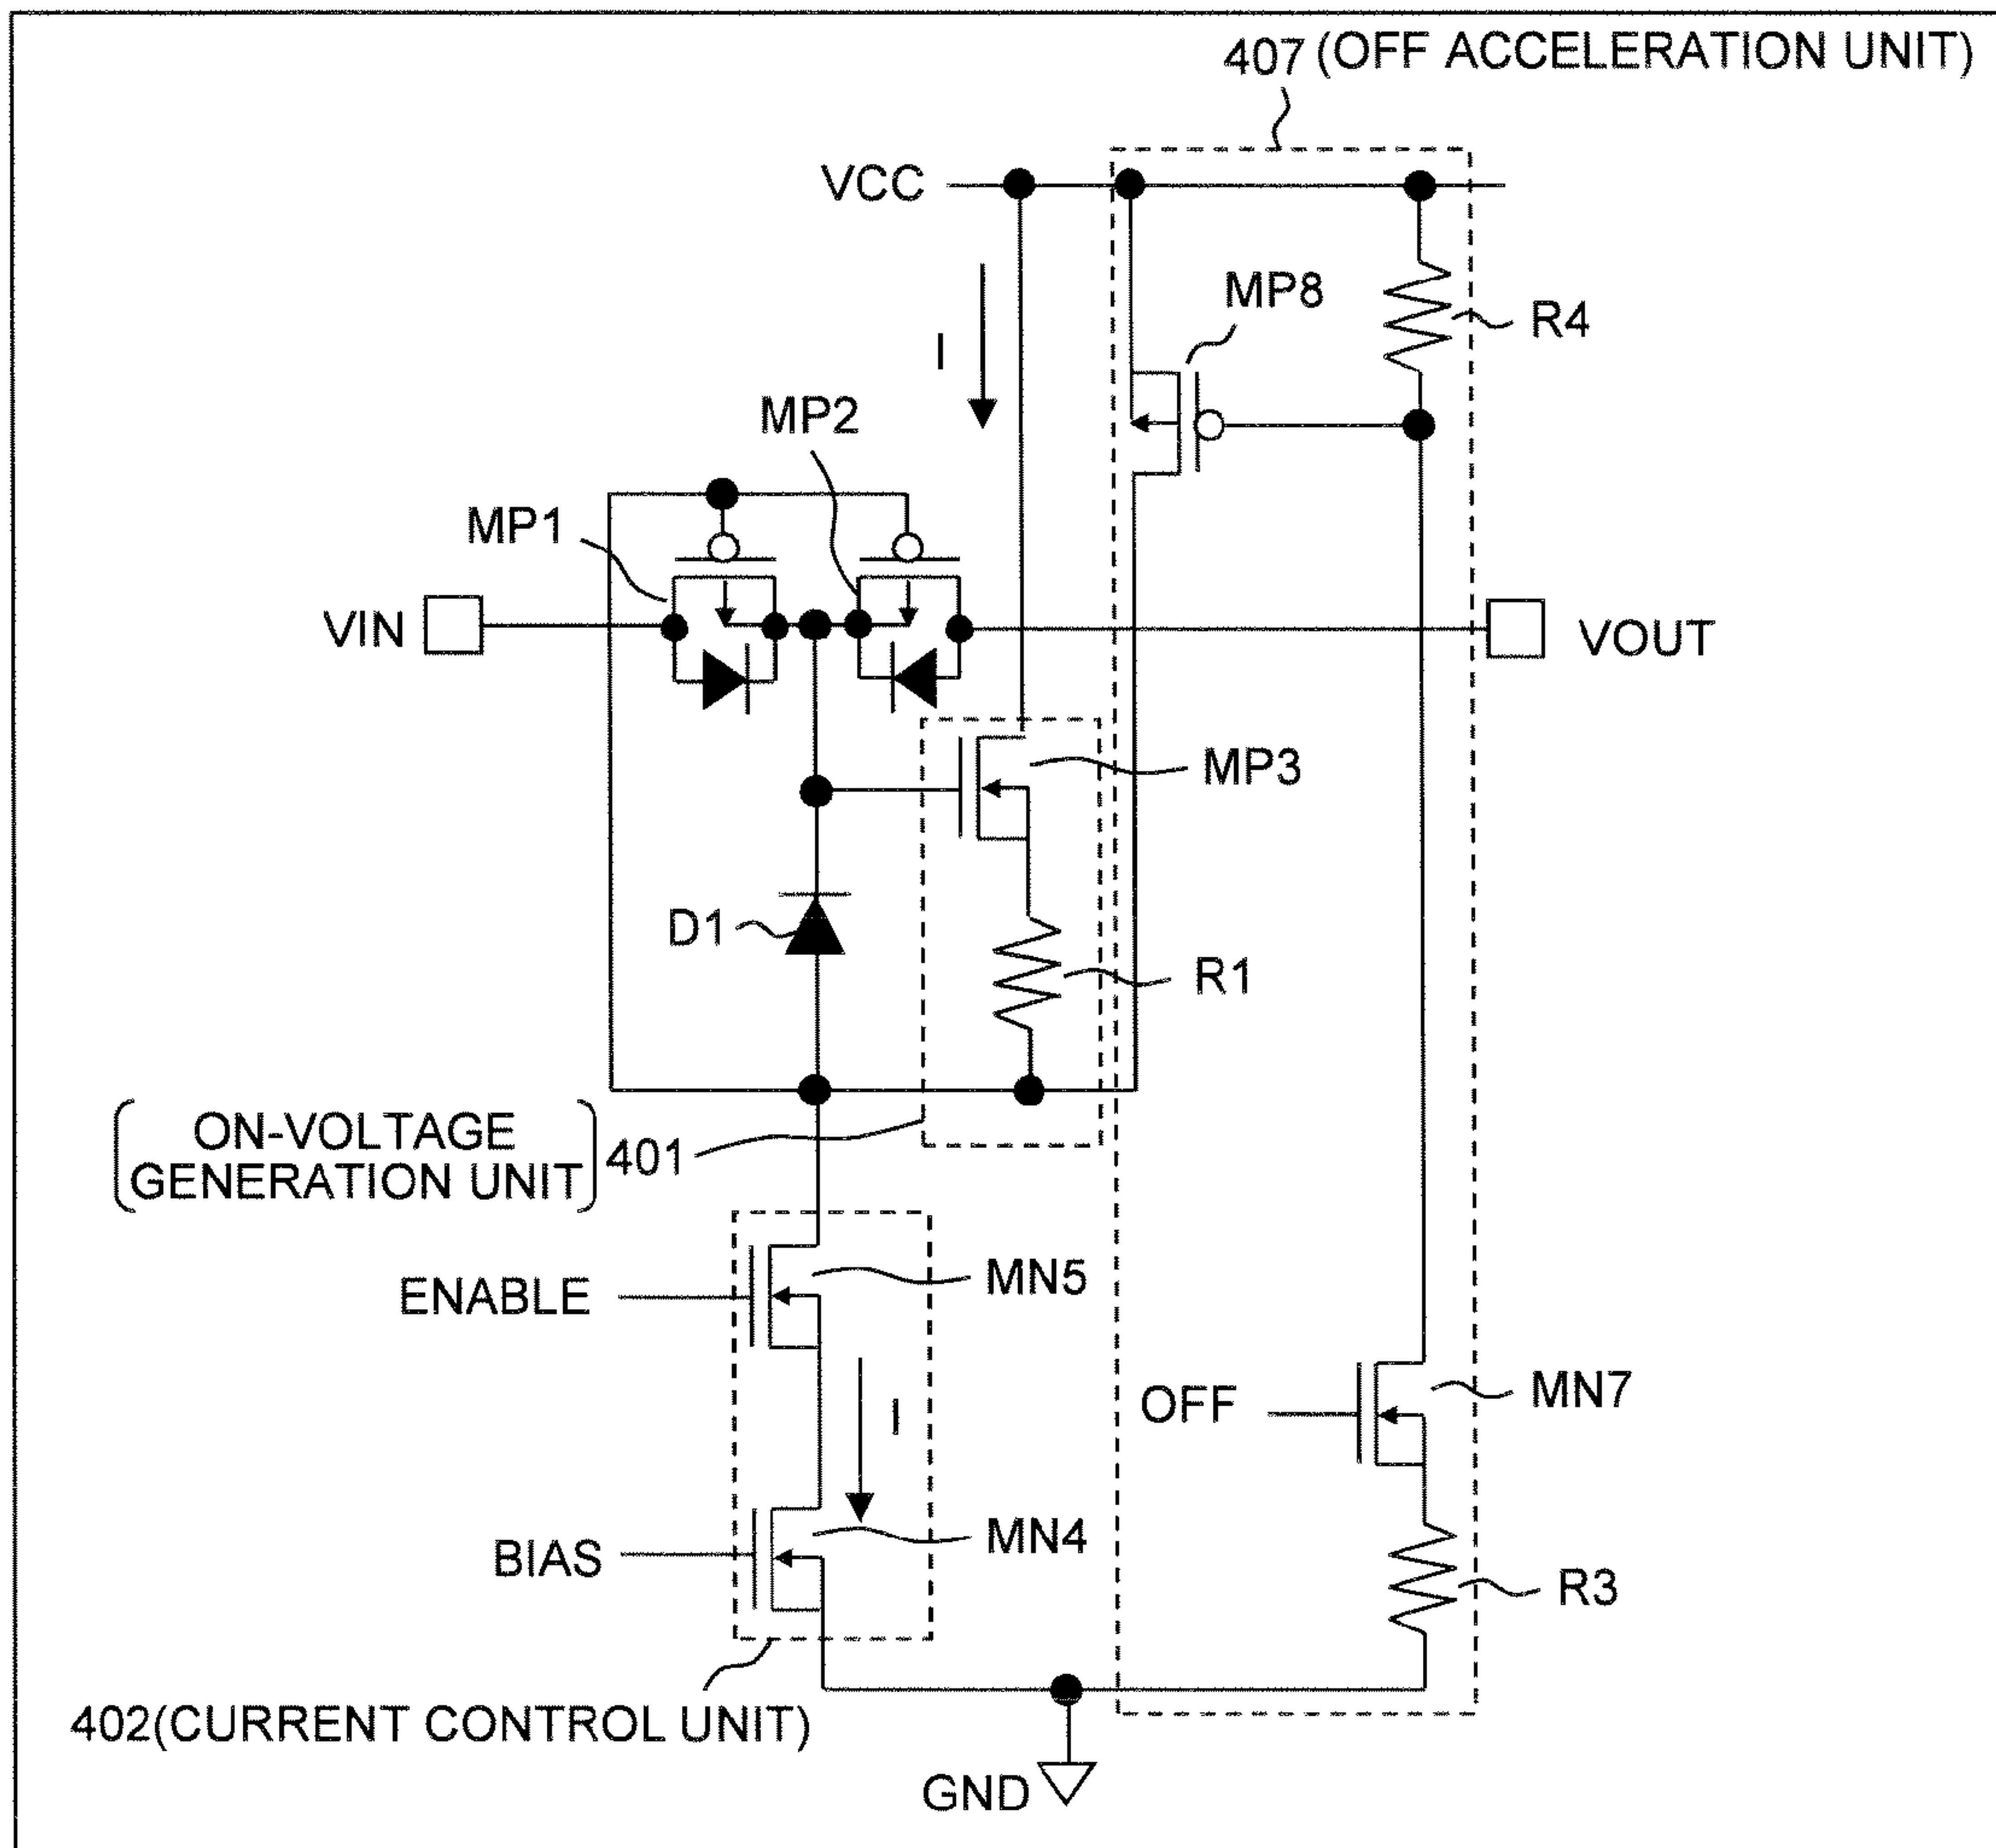 407 (OFF ACCELERATION UNIT)
VCC
I
MP8
R4
MP2
MP1
VIN
VOUT
MP3
D1
R1
ON-VOLTAGE
GENERATION UNIT
401
ENABLE
MN5
I
OFF
MN7
BIAS
MN4
R3
402(CURRENT CONTROL UNIT)
GND